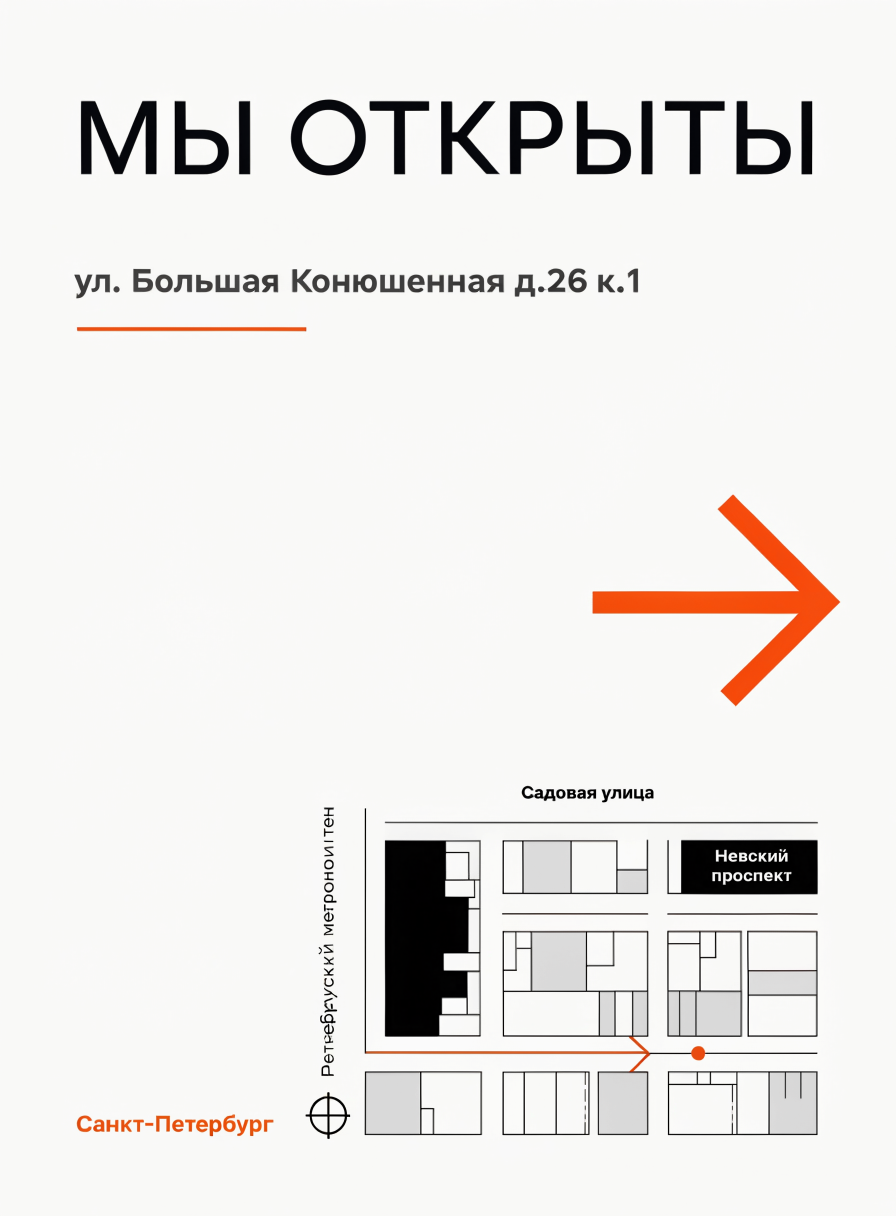 МЫ ОТКРЫТЫ
ул. Большая Конюшенная д.26 к.1
Садовая улица
Невский
проспект
Санкт-Петербург